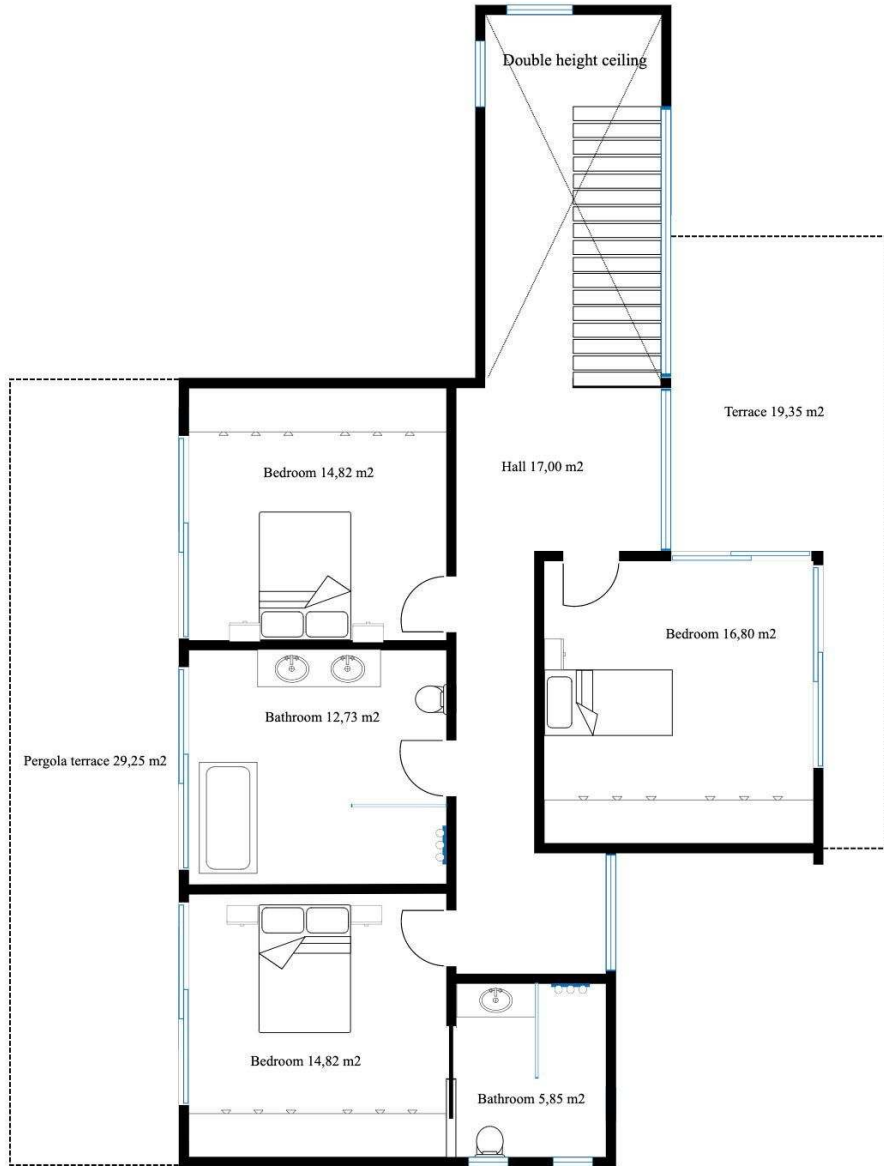 Double height ceiling
Terrace 19,35 m2
Hall 17,00 m2
Bedroom 14,82 m2
Bedroom 16,80 m2
Bathroom 12,73 m2
Pergola terrace 29,25 m2
Bedroom 14,82 m2
Bathroom 5,85 m2